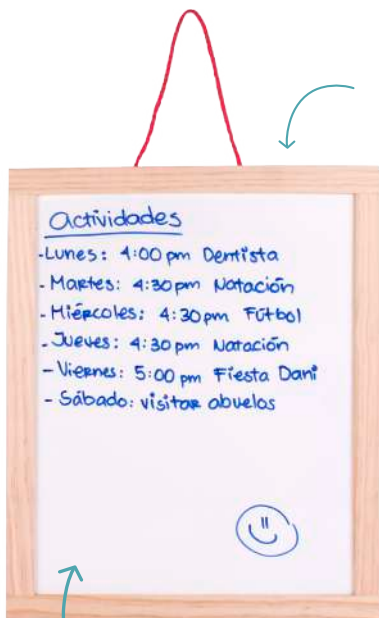 Actividades
-Lunes: 4:00 pm Dentista
- Martes: 4:30 pm Natación
- Miércoles: 4:30 pm Fútbol
- Jueves: 4:30 pm Natación
- Viernes: 5:00 pm Fiesta Dani
- Sábado: visitar abuelos